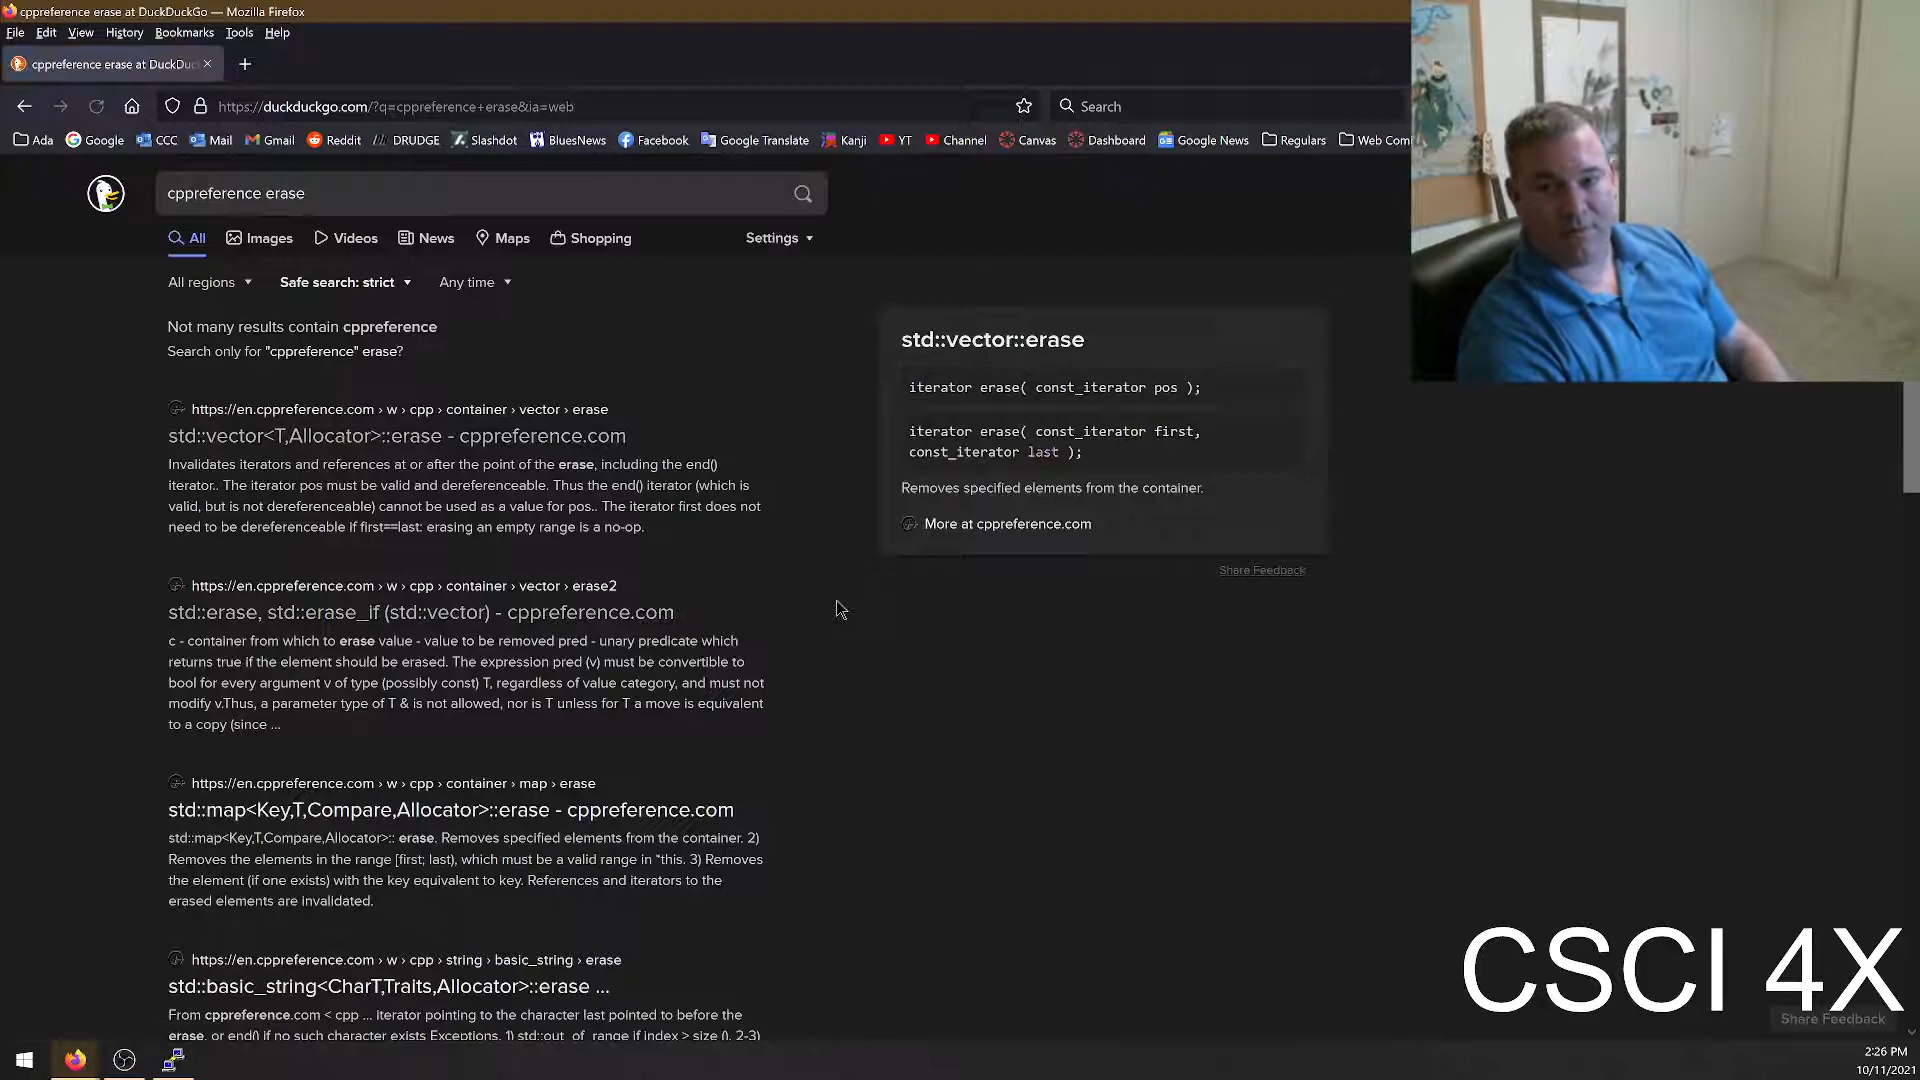 cppreference erase at DuckDuckGo — Mozilla Firefox
File Edit View History Bookmarks Tools Help
cppreference erase at DuckDuc
https://duckduckgo.com/?q=cppreference+erase&ia=web
Search
Ada Google CCC Mail Gmail Reddit DRUDGE Slashdot BluesNews Facebook Google Translate Kanji YT Channel Canvas Dashboard Google News Regulars Web Comi
cppreference erase
All Images Videos News Maps Shopping Settings
All regions Safe search: strict Any time
Not many results contain cppreference
Search only for "cppreference" erase?
https://en.cppreference.com › w › cpp › container › vector › erase
std::vector<T,Allocator>::erase - cppreference.com
Invalidates iterators and references at or after the point of the erase, including the end()
iterator.. The iterator pos must be valid and dereferenceable. Thus the end() iterator (which is
valid, but is not dereferenceable) cannot be used as a value for pos.. The iterator first does not
need to be dereferenceable if first==last: erasing an empty range is a no-op.
https://en.cppreference.com › w › cpp › container › vector › erase2
std::erase, std::erase_if (std::vector) - cppreference.com
c - container from which to erase value - value to be removed pred - unary predicate which
returns true if the element should be erased. The expression pred (v) must be convertible to
bool for every argument v of type (possibly const) T, regardless of value category, and must not
modify v.Thus, a parameter type of T & is not allowed, nor is T unless for T a move is equivalent
to a copy (since ...
https://en.cppreference.com › w › cpp › container › map › erase
std::map<Key,T,Compare,Allocator>::erase - cppreference.com
std::map<Key,T,Compare,Allocator>:: erase. Removes specified elements from the container. 2)
Removes the elements in the range [first; last), which must be a valid range in *this. 3) Removes
the element (if one exists) with the key equivalent to key. References and iterators to the
erased elements are invalidated.
https://en.cppreference.com › w › cpp › string › basic_string › erase
std::basic_string<CharT,Traits,Allocator>::erase ...
From cppreference.com < cpp ... iterator pointing to the character last pointed to before the
erase, or end() if no such character exists Exceptions. 1) std::out_of_range if index > size (). 2-3)
std::vector::erase
iterator erase( const_iterator pos );
iterator erase( const_iterator first,
const_iterator last );
Removes specified elements from the container.
More at cppreference.com
Share Feedback
CSCI 4X
Share Feedback
2:26 PM
10/11/2021